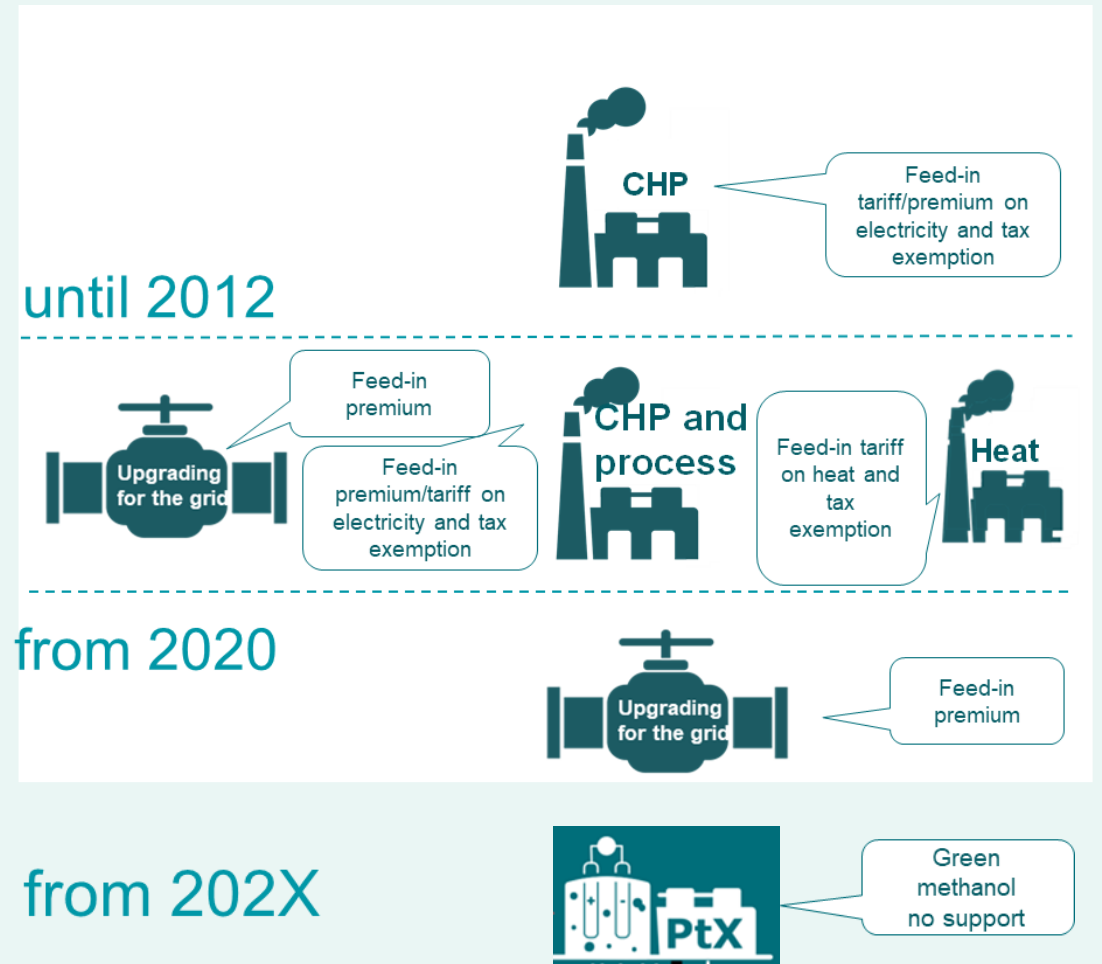 CHP
Feed-in
tariff/premium on
electricity and tax
exemption
until 2012
Feed-in
premium
Upgrading
for the grid
Feed-in
premium/tariff on
electricity and tax
exemption
CHP and
process
Feed-in tariff
on heat and
tax
exemption
Heat
from 2020
Upgrading
for the grid
Feed-in
premium
from 202X
+ -
PtX
Green
methanol
no support